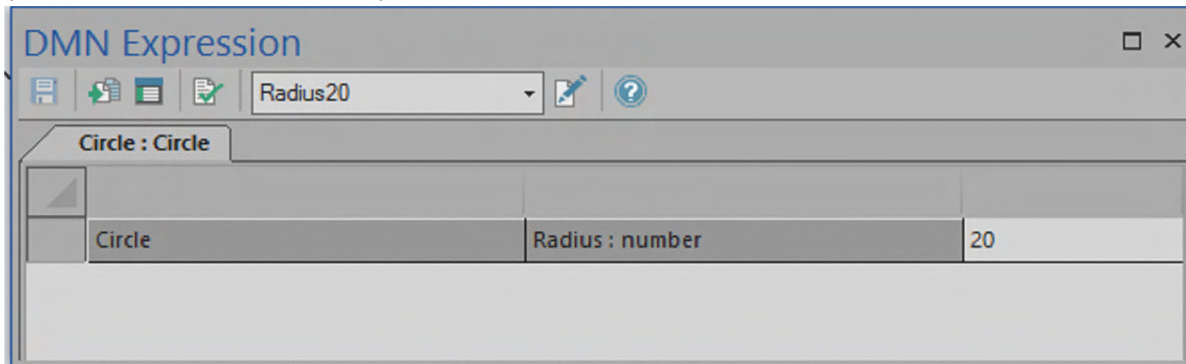 DMN Expression
Radius20
Circle : Circle
Circle Radius : number 20